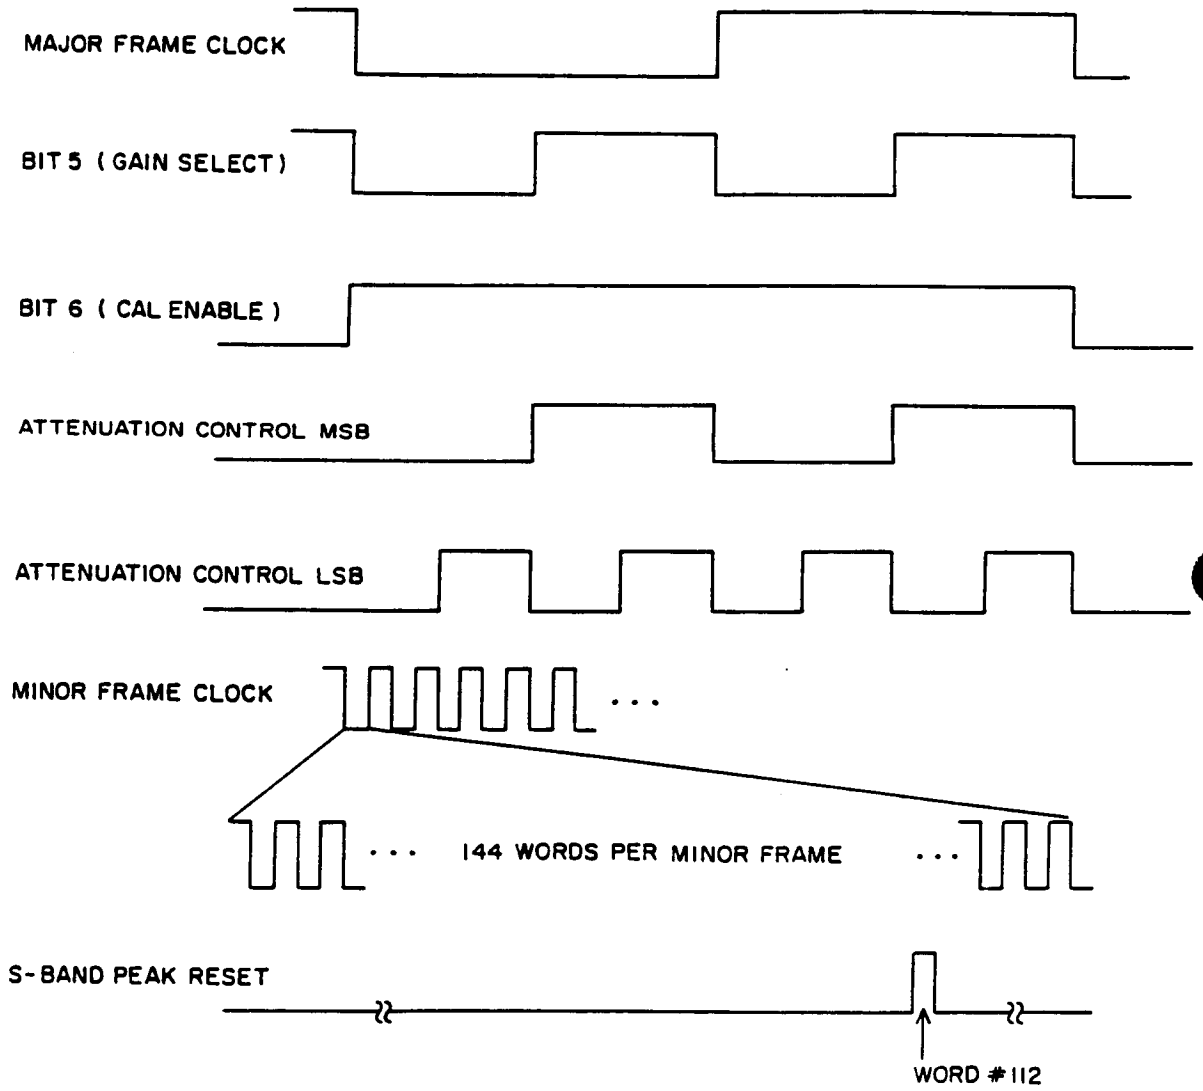 MAJOR FRAME CLOCK
BIT 5 ( GAIN SELECT )
BIT 6 ( CAL ENABLE )
ATTENUATION CONTROL MSB
ATTENUATION CONTROL LSB
MINOR FRAME CLOCK
. . .
. . . 144 WORDS PER MINOR FRAME . . .
S-BAND PEAK RESET
WORD #112